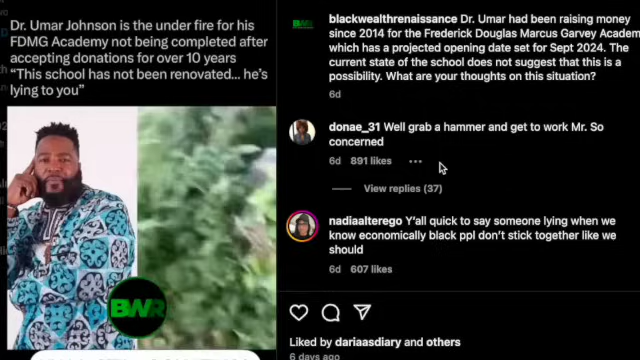 Dr. Umar Johnson is the under fire for his
FDMG Academy not being completed after
accepting donations for over 10 years
“This school has not been renovated... he’s
lying to you”
BWR
blackwealthrenaissance Dr. Umar had been raising money
since 2014 for the Frederick Douglas Marcus Garvey Academ
which has a projected opening date set for Sept 2024. The
current state of the school does not suggest that this is a
possibility. What are your thoughts on this situation?
6d
donae_31 Well grab a hammer and get to work Mr. So
concerned
6d 891 likes ...
View replies (37)
nadiaalterego Y’all quick to say someone lying when we
know economically black ppl don’t stick together like we
should
6d 607 likes
Liked by dariaasdiary and others
6 days ago